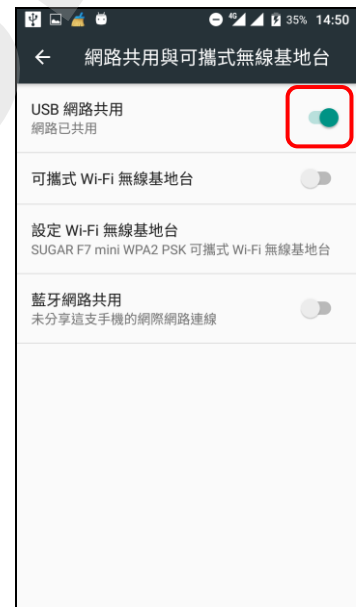 4G 35% 14:50
網路共用與可攜式無線基地台
USB 網路共用
網路已共用
可攜式 Wi-Fi 無線基地台
設定 Wi-Fi 無線基地台
SUGAR F7 mini WPA2 PSK 可攜式 Wi-Fi 無線基地台
藍牙網路共用
未分享這支手機的網際網路連線